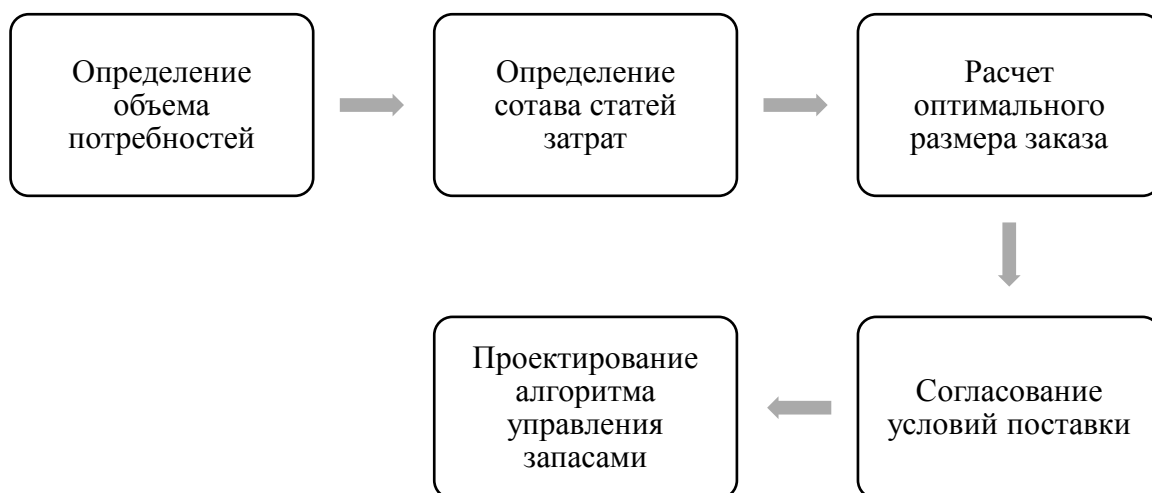 Определение
объема
потребностей
Определение
сотава статей
затрат
Расчет
оптимального
размера заказа
Согласование
условий поставки
Проектирование
алгоритма
управления
запасами